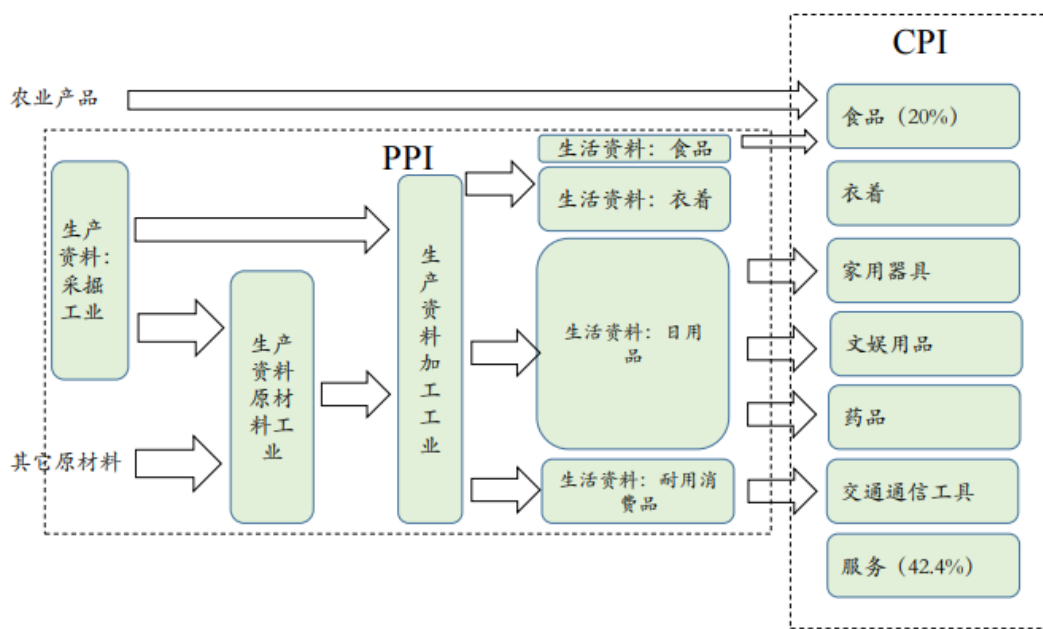 CPI
农业产品
食品（20%）
PPI
生活资料：食品
生活资料：衣着
衣着
生产
资料：
采掘
工业
生
产
资
料
加
工
工
业
家用器具
生产
资料
原材
料工
业
生活资料：日用
品
文娱用品
药品
其它原材料
生活资料：耐用消
费品
交通通信工具
服务（42.4%）